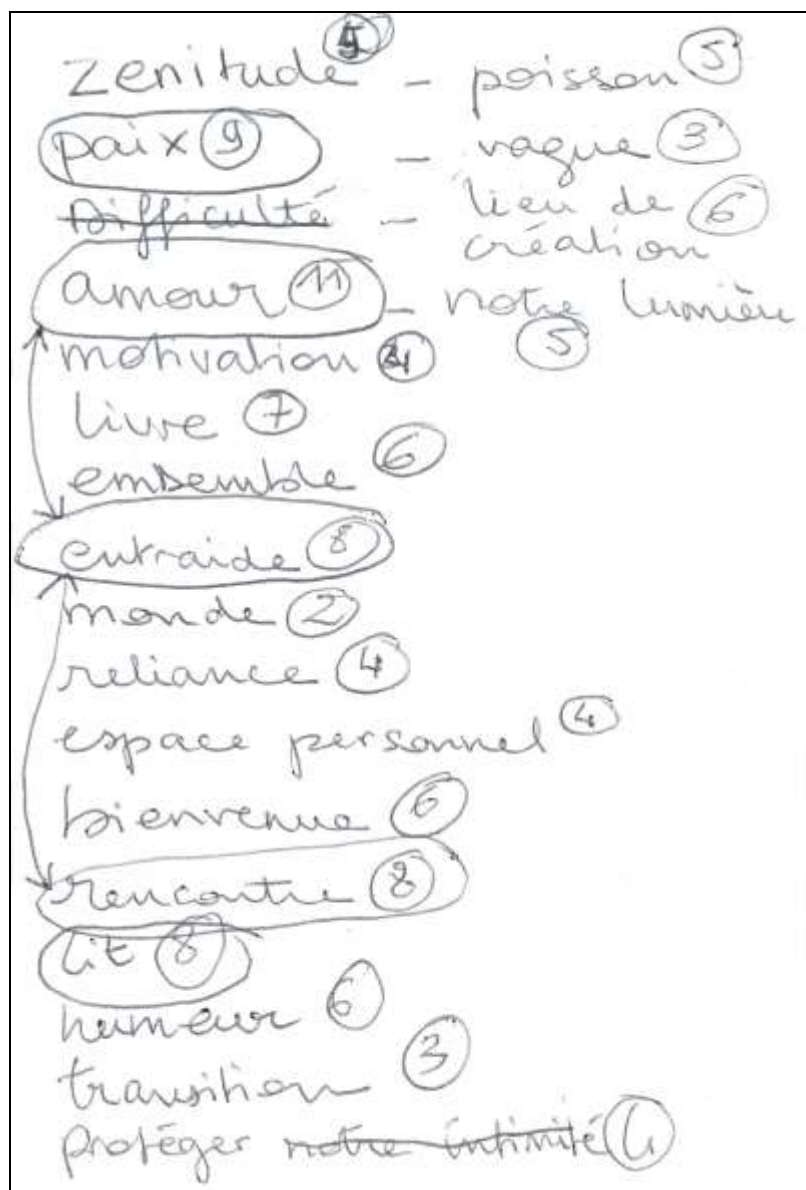 zenitude 5 - poisson 5
paix 9 - vague 3
Difficulté - lieu de 6
création
amour 11 - notre lumière
motivation 4 5
livre 7
ensemble 6
entraide 8
monde 2
reliance 4
espace personnel 4
bienvenue 6
rencontre 8
lit 8
humeur 6
transition 3
protéger notre intimité 4